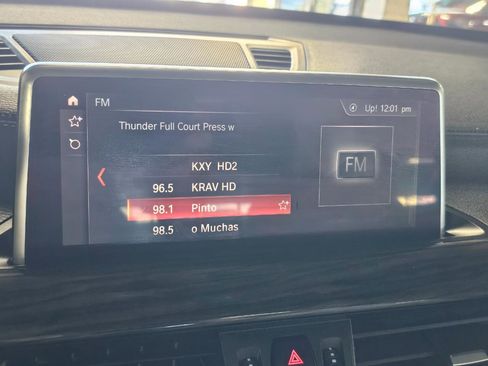 FM
Up! 12:01 pm
Thunder Full Court Press w
KXY HD2
96.5 KRAV HD
98.1 Pinto
98.5 o Muchas
FM